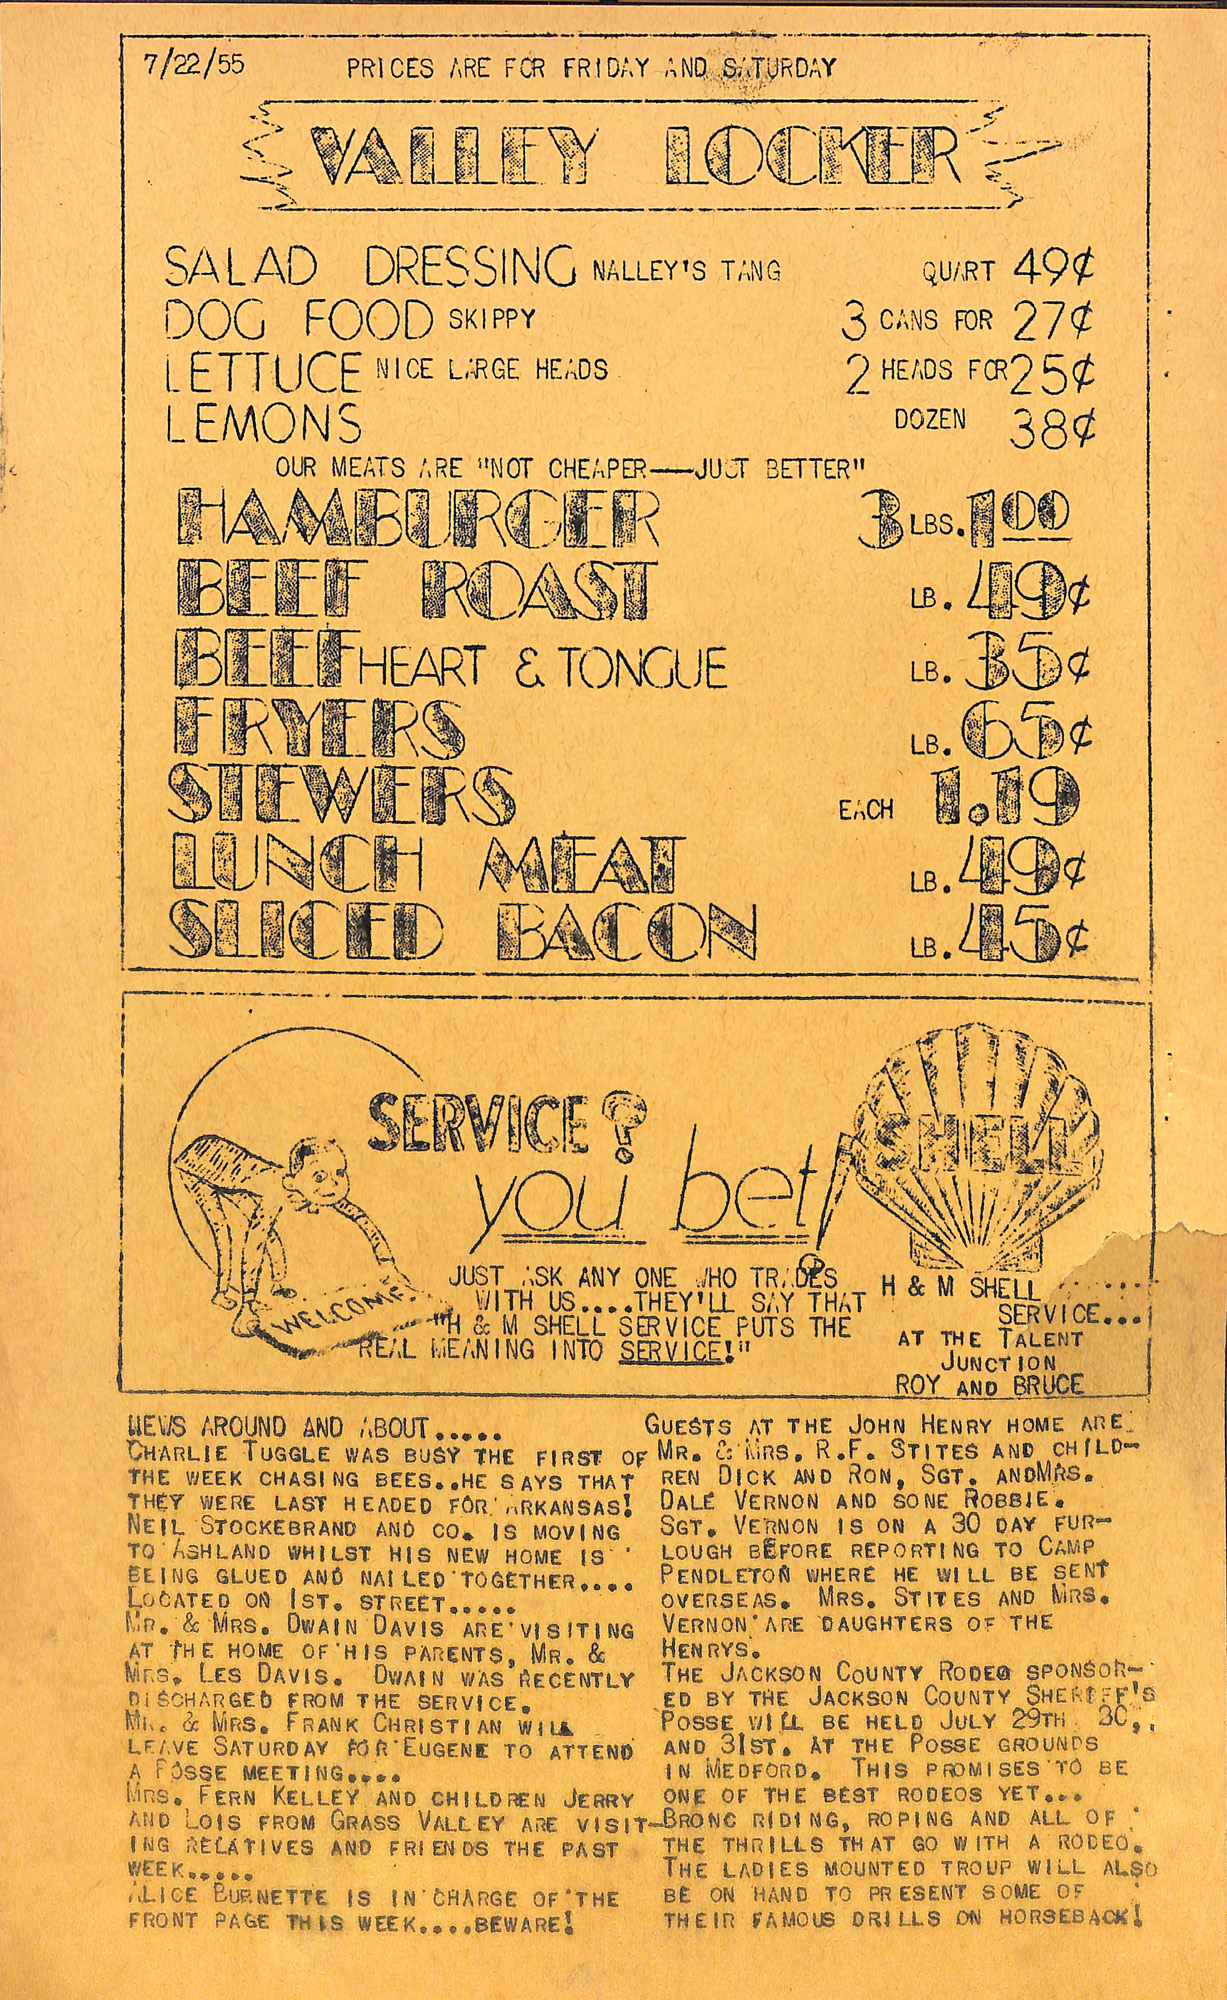 7/22/55
PRICES ARE FOR FRIDAY AND SATURDAY
VALLEY LOCKER
SALAD DRESSING NALLEY'S TANG QUART 49¢
DOG FOOD SKIPPY 3 CANS FOR 27¢
LETTUCE NICE LARGE HEADS 2 HEADS FOR 25¢
LEMONS DOZEN 38¢
OUR MEATS ARE "NOT CHEAPER——JUST BETTER"
HAMBURGER 3 LBS. 1.00
BEEF ROAST LB. 49¢
BEEF HEART & TONGUE LB. 35¢
FRYERS LB. 65¢
STEWERS EACH 1.19
LUNCH MEAT LB. 49¢
SLICED BACON LB. 45¢
SERVICE?
you bet!
SHELL
WELCOME
JUST ASK ANY ONE WHO TRADES
WITH US....THEY'LL SAY THAT
"H & M SHELL SERVICE PUTS THE
REAL MEANING INTO SERVICE!"
H & M SHELL
SERVICE...
AT THE TALENT
JUNCTION
ROY AND BRUCE
NEWS AROUND AND ABOUT.....
CHARLIE TUGGLE WAS BUSY THE FIRST OF
THE WEEK CHASING BEES..HE SAYS THAT
THEY WERE LAST HEADED FOR ARKANSAS!
NEIL STOCKEBRAND AND CO. IS MOVING
TO ASHLAND WHILST HIS NEW HOME IS
BEING GLUED AND NAILED TOGETHER....
LOCATED ON 1ST. STREET.....
MR. & MRS. DWAIN DAVIS ARE VISITING
AT THE HOME OF HIS PARENTS, MR. &
MRS. LES DAVIS. DWAIN WAS RECENTLY
DISCHARGED FROM THE SERVICE.
MR. & MRS. FRANK CHRISTIAN WILL
LEAVE SATURDAY FOR EUGENE TO ATTEND
A POSSE MEETING....
MRS. FERN KELLEY AND CHILDREN JERRY
AND LOIS FROM GRASS VALLEY ARE VISIT-
ING RELATIVES AND FRIENDS THE PAST
WEEK.....
ALICE BURNETTE IS IN CHARGE OF THE
FRONT PAGE THIS WEEK....BEWARE!
GUESTS AT THE JOHN HENRY HOME ARE
MR. & MRS. R.F. STITES AND CHILD-
REN DICK AND RON, SGT. ANDMRS.
DALE VERNON AND SONE ROBBIE.
SGT. VERNON IS ON A 30 DAY FUR-
LOUGH BEFORE REPORTING TO CAMP
PENDLETON WHERE HE WILL BE SENT
OVERSEAS. MRS. STITES AND MRS.
VERNON ARE DAUGHTERS OF THE
HENRYS.
THE JACKSON COUNTY RODEO SPONSOR-
ED BY THE JACKSON COUNTY SHERIFF'S
POSSE WILL BE HELD JULY 29TH 30,
AND 31ST. AT THE POSSE GROUNDS
IN MEDFORD. THIS PROMISES TO BE
ONE OF THE BEST RODEOS YET...
BRONC RIDING, ROPING AND ALL OF
THE THRILLS THAT GO WITH A RODEO.
THE LADIES MOUNTED TROUP WILL ALSO
BE ON HAND TO PRESENT SOME OF
THEIR FAMOUS DRILLS ON HORSEBACK!